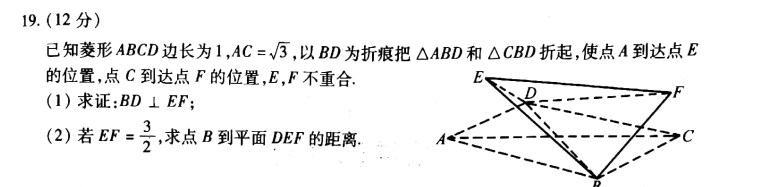 19.(12分)
已知菱形ABCD边长为1,AC=√3,以BD为折痕把△ABD和△CBD折起,使点A到达点E
的位置,点C到达点F的位置,E,F不重合.
(1)求证:BD⊥EF;
(2)若EF=3/2,求点B到平面DEF的距离.
E
D
F
A
C
B